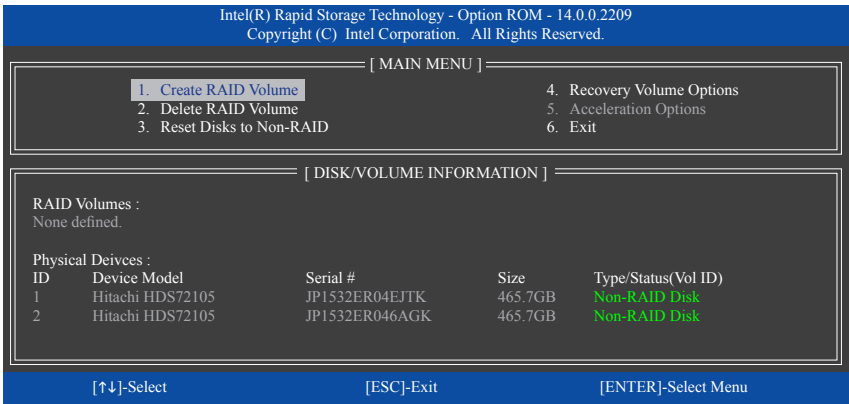 Intel(R) Rapid Storage Technology - Option ROM - 14.0.0.2209
Copyright (C) Intel Corporation. All Rights Reserved.
[ MAIN MENU ]
1. Create RAID Volume 4. Recovery Volume Options
2. Delete RAID Volume 5. Acceleration Options
3. Reset Disks to Non-RAID 6. Exit
[ DISK/VOLUME INFORMATION ]
RAID Volumes :
None defined.
Physical Deivces :
ID Device Model Serial # Size Type/Status(Vol ID)
1 Hitachi HDS72105 JP1532ER04EJTK 465.7GB Non-RAID Disk
2 Hitachi HDS72105 JP1532ER046AGK 465.7GB Non-RAID Disk
[↑↓]-Select [ESC]-Exit [ENTER]-Select Menu